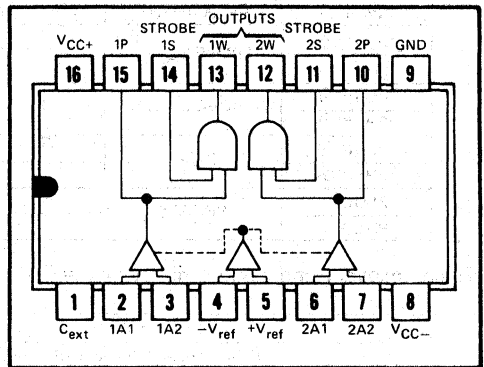 OUTPUTS
STROBE STROBE
VCC+ 1P 1S 1W 2W 2S 2P GND
16 15 14 13 12 11 10 9
1 2 3 4 5 6 7 8
Cext 1A1 1A2 -Vref +Vref 2A1 2A2 VCC-